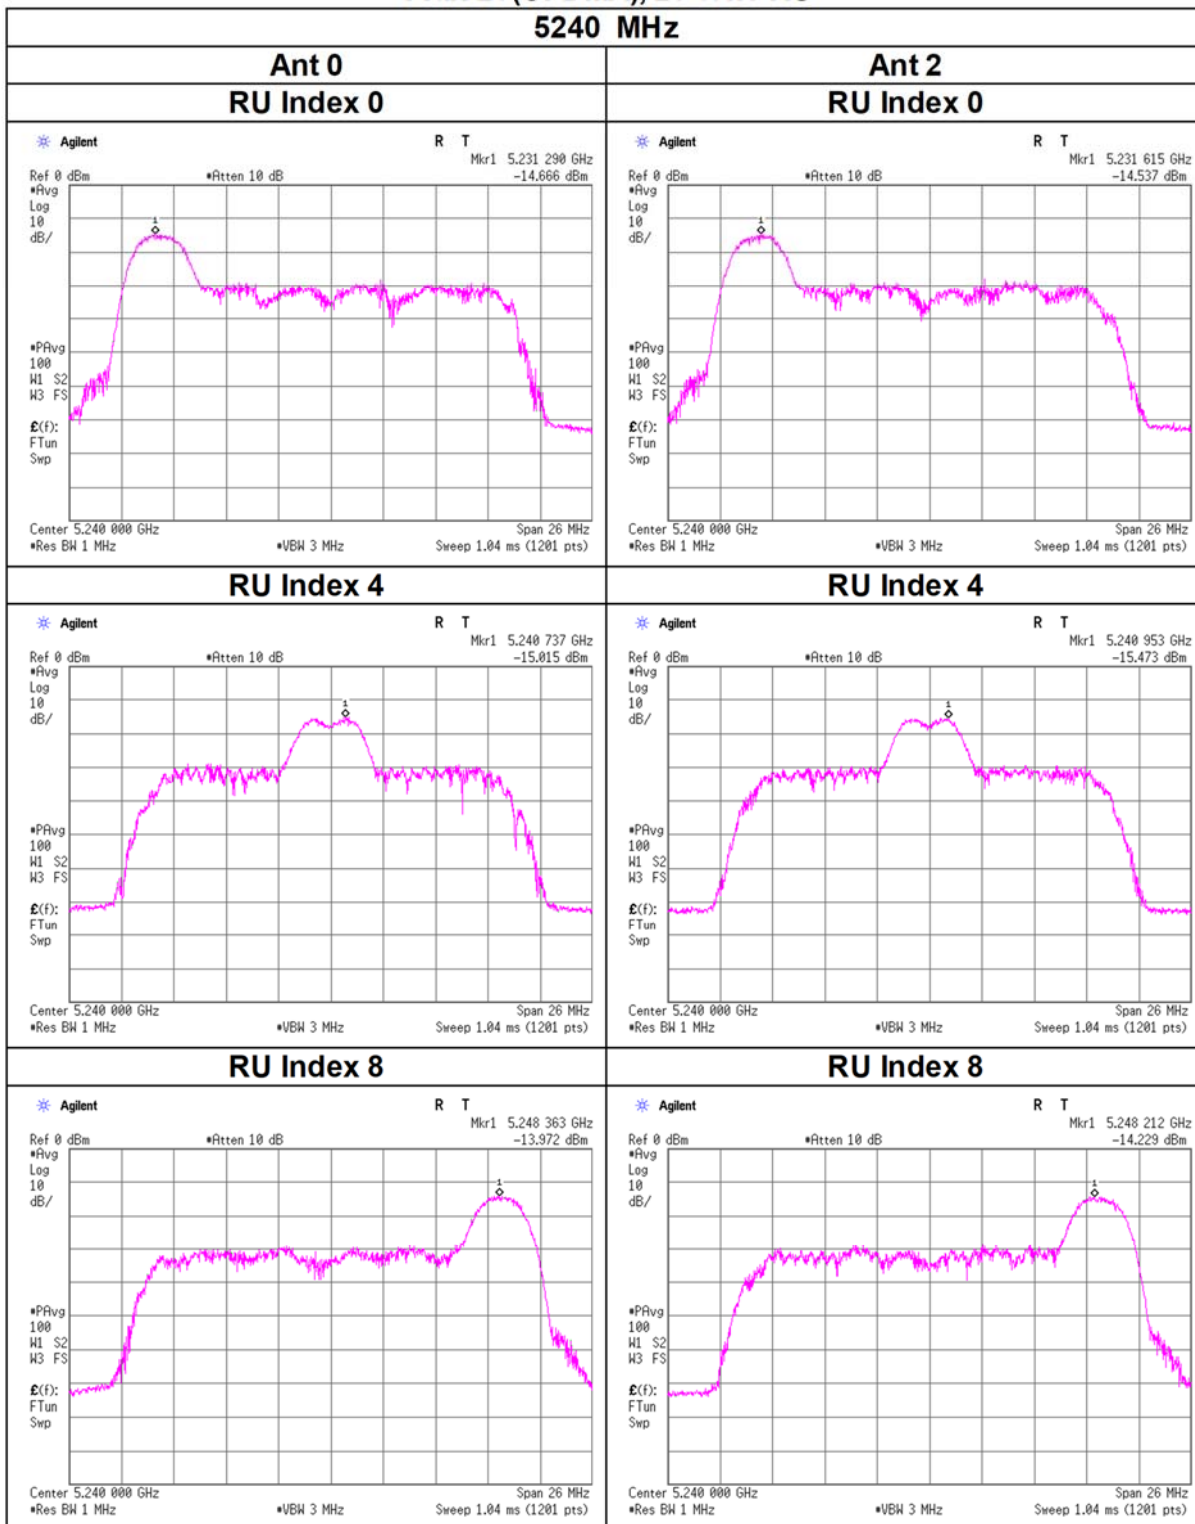 5240 MHz
Ant 0
Ant 2
RU Index 0
RU Index 0
Agilent
R T
Mkr1 5.231 290 GHz
Ref 0 dBm
#Atten 10 dB
-14.666 dBm
#Avg
Log
10
dB/
1
#PAvg
100
W1 S2
W3 FS
£(f):
FTun
Swp
Center 5.240 000 GHz
Span 26 MHz
#Res BW 1 MHz
#VBW 3 MHz
Sweep 1.04 ms (1201 pts)
Agilent
R T
Mkr1 5.231 615 GHz
Ref 0 dBm
#Atten 10 dB
-14.537 dBm
#Avg
Log
10
dB/
1
#PAvg
100
W1 S2
W3 FS
£(f):
FTun
Swp
Center 5.240 000 GHz
Span 26 MHz
#Res BW 1 MHz
#VBW 3 MHz
Sweep 1.04 ms (1201 pts)
RU Index 4
RU Index 4
Agilent
R T
Mkr1 5.240 737 GHz
Ref 0 dBm
#Atten 10 dB
-15.015 dBm
#Avg
Log
10
dB/
1
#PAvg
100
W1 S2
W3 FS
£(f):
FTun
Swp
Center 5.240 000 GHz
Span 26 MHz
#Res BW 1 MHz
#VBW 3 MHz
Sweep 1.04 ms (1201 pts)
Agilent
R T
Mkr1 5.240 953 GHz
Ref 0 dBm
#Atten 10 dB
-15.473 dBm
#Avg
Log
10
dB/
1
#PAvg
100
W1 S2
W3 FS
£(f):
FTun
Swp
Center 5.240 000 GHz
Span 26 MHz
#Res BW 1 MHz
#VBW 3 MHz
Sweep 1.04 ms (1201 pts)
RU Index 8
RU Index 8
Agilent
R T
Mkr1 5.248 363 GHz
Ref 0 dBm
#Atten 10 dB
-13.972 dBm
#Avg
Log
10
dB/
1
#PAvg
100
W1 S2
W3 FS
£(f):
FTun
Swp
Center 5.240 000 GHz
Span 26 MHz
#Res BW 1 MHz
#VBW 3 MHz
Sweep 1.04 ms (1201 pts)
Agilent
R T
Mkr1 5.248 212 GHz
Ref 0 dBm
#Atten 10 dB
-14.229 dBm
#Avg
Log
10
dB/
1
#PAvg
100
W1 S2
W3 FS
£(f):
FTun
Swp
Center 5.240 000 GHz
Span 26 MHz
#Res BW 1 MHz
#VBW 3 MHz
Sweep 1.04 ms (1201 pts)